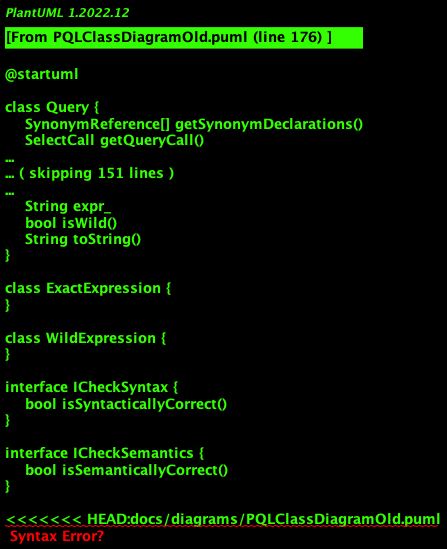 PlantUML 1.2022.12
[From PQLClassDiagramOld.puml (line 176) ]
@startuml
class Query {
SynonymReference[] getSynonymDeclarations()
SelectCall getQueryCall()
...
... ( skipping 151 lines )
...
String expr_
bool isWild()
String toString()
}
class ExactExpression {
}
class WildExpression {
}
interface ICheckSyntax {
bool isSyntacticallyCorrect()
}
interface ICheckSemantics {
bool isSemanticallyCorrect()
}
<<<<<<< HEAD:docs/diagrams/PQLClassDiagramOld.puml
Syntax Error?